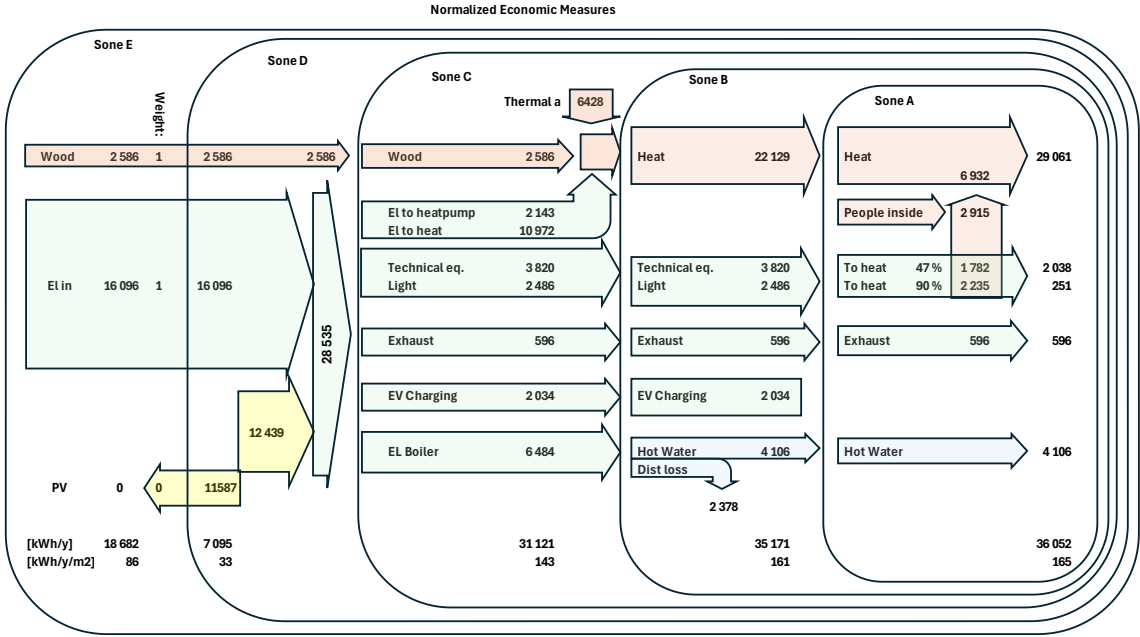 Normalized Economic Measures
Sone E
Sone D
Sone C
Sone B
Sone A
Weight:
Thermal a 6428
Wood 2 586 1 2 586 2 586
Wood 2 586
Heat 22 129
Heat 29 061
6 932
People inside 2 915
El to heatpump 2 143
El to heat 10 972
El in 16 096 1 16 096
28 535
Technical eq. 3 820
Light 2 486
Technical eq. 3 820
Light 2 486
To heat 47 % 1 782 2 038
To heat 90 % 2 235 251
Exhaust 596
Exhaust 596
Exhaust 596 596
EV Charging 2 034
EV Charging 2 034
12 439
EL Boiler 6 484
Hot Water 4 106
Dist loss
2 378
Hot Water 4 106
PV 0 0 11587
[kWh/y] 18 682 7 095 31 121 35 171 36 052
[kWh/y/m2] 86 33 143 161 165